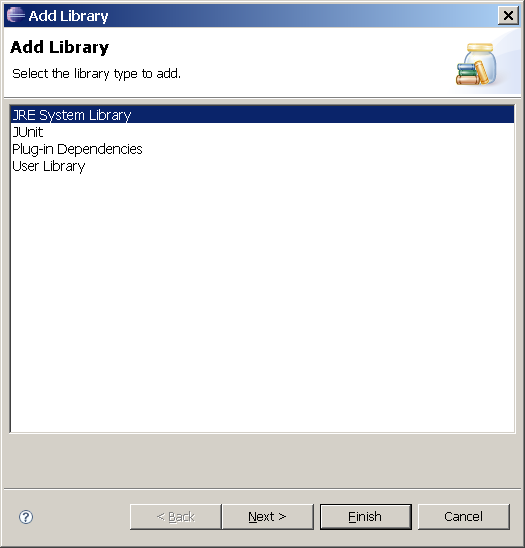 Add Library
Add Library
Select the library type to add.
JRE System Library
JUnit
Plug-in Dependencies
User Library
?
< Back
Next >
Finish
Cancel